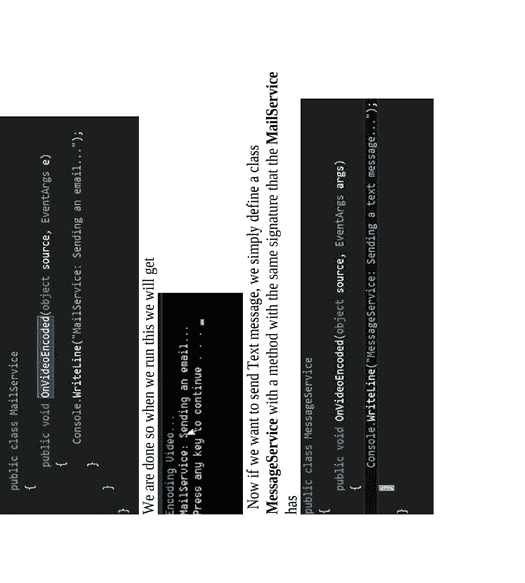 public class MailService
{
public void OnVideoEncoded(object source, EventArgs e)
{
Console.WriteLine("MailService: Sending an email...");
}
}
}
We are done so when we run this we will get
Encoding Video...
MailService: Sending an email...
Press any key to continue . . .
Now if we want to send Text message, we simply define a class
MessageService with a method with the same signature that the MailService
has
public class MessageService
{
public void OnVideoEncoded(object source, EventArgs args)
{
Console.WriteLine("MessageService: Sending a text message...");
}